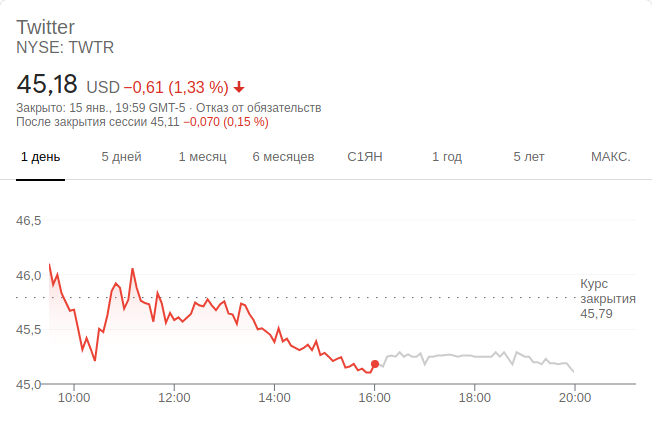 Twitter
NYSE: TWTR
45,18 USD −0,61 (1,33 %)
Закрыто: 15 янв., 19:59 GMT-5 · Отказ от обязательств
После закрытия сессии 45,11 −0,070 (0,15 %)
1 день 5 дней 1 месяц 6 месяцев С1ЯН 1 год 5 лет МАКС.
46,5
46,0
Курс
закрытия
45,79
45,5
45,0
10:00 12:00 14:00 16:00 18:00 20:00